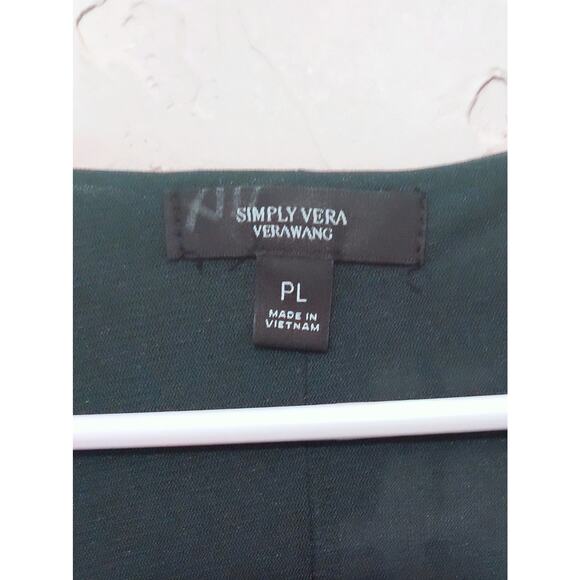 SIMPLY VERA
VERAWANG
PL
MADE IN
VIETNAM